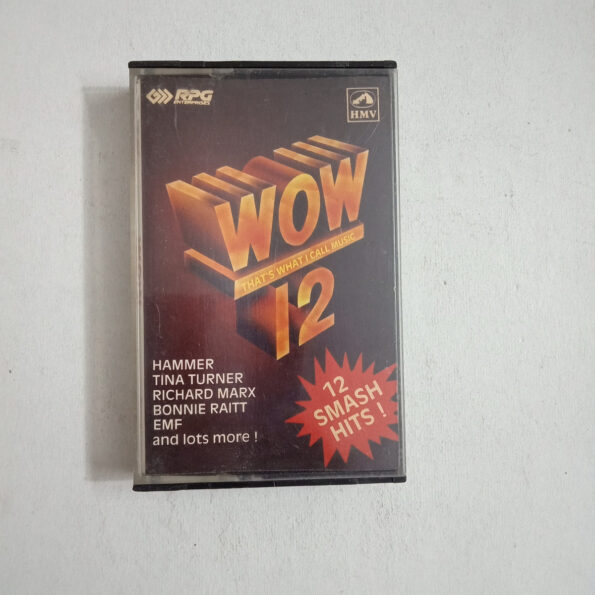 RPG
ENTERPRISES
HMV
WOW
THAT'S WHAT I CALL MUSIC
12
HAMMER
TINA TURNER
RICHARD MARX
BONNIE RAITT
EMF
and lots more !
12
SMASH
HITS !